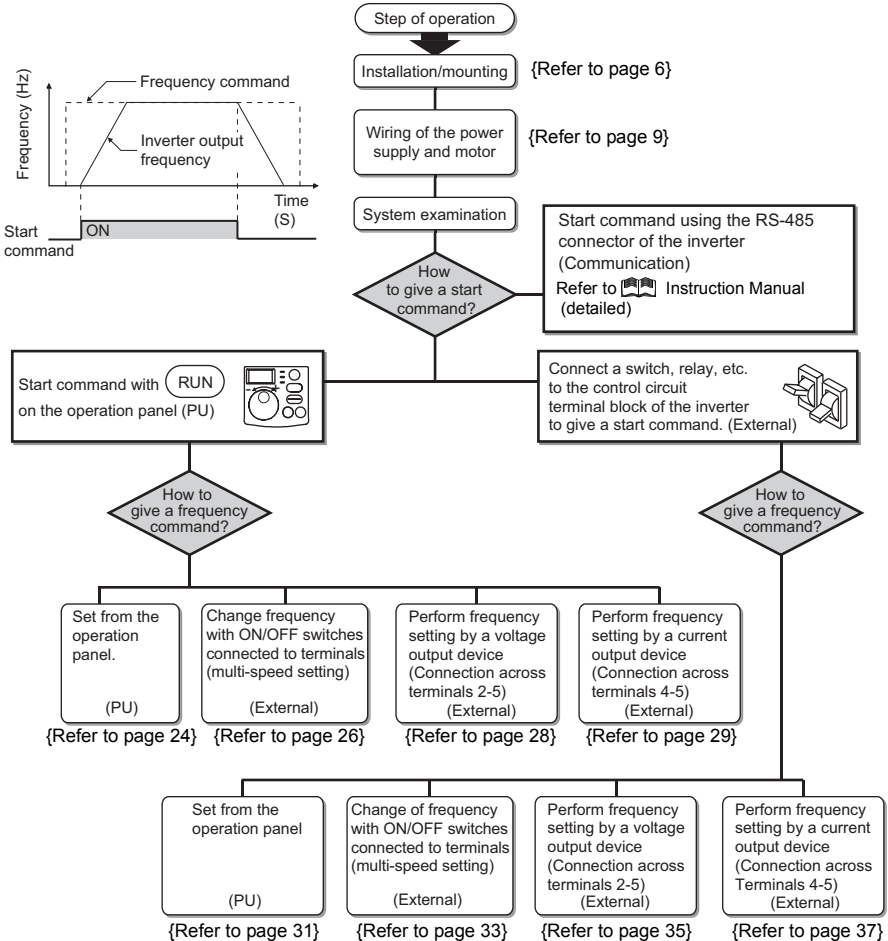 Step of operation
Installation/mounting
{Refer to page 6}
Frequency (Hz)
Frequency command
Inverter output
frequency
Time
(S)
Start
command
ON
Wiring of the power
supply and motor
{Refer to page 9}
System examination
How
to give a start
command?
Start command using the RS-485
connector of the inverter
(Communication)
Refer to Instruction Manual
(detailed)
Start command with RUN
on the operation panel (PU)
Connect a switch, relay, etc.
to the control circuit
terminal block of the inverter
to give a start command. (External)
How to
give a frequency
command?
How to
give a frequency
command?
Set from the
operation
panel.
(PU)
{Refer to page 24}
Change frequency
with ON/OFF switches
connected to terminals
(multi-speed setting)
(External)
{Refer to page 26}
Perform frequency
setting by a voltage
output device
(Connection across
terminals 2-5)
(External)
{Refer to page 28}
Perform frequency
setting by a current
output device
(Connection across
terminals 4-5)
(External)
{Refer to page 29}
Set from the
operation panel
(PU)
{Refer to page 31}
Change of frequency
with ON/OFF switches
connected to terminals
(multi-speed setting)
(External)
{Refer to page 33}
Perform frequency
setting by a voltage
output device
(Connection across
terminals 2-5)
(External)
{Refer to page 35}
Perform frequency
setting by a current
output device
(Connection across
Terminals 4-5)
(External)
{Refer to page 37}